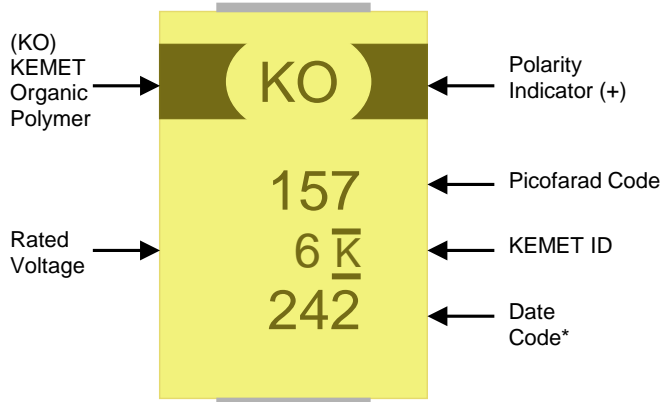 (KO)
KEMET
Organic
Polymer
KO
Polarity
Indicator (+)
157
Picofarad Code
Rated
Voltage
6 K
KEMET ID
242
Date
Code*